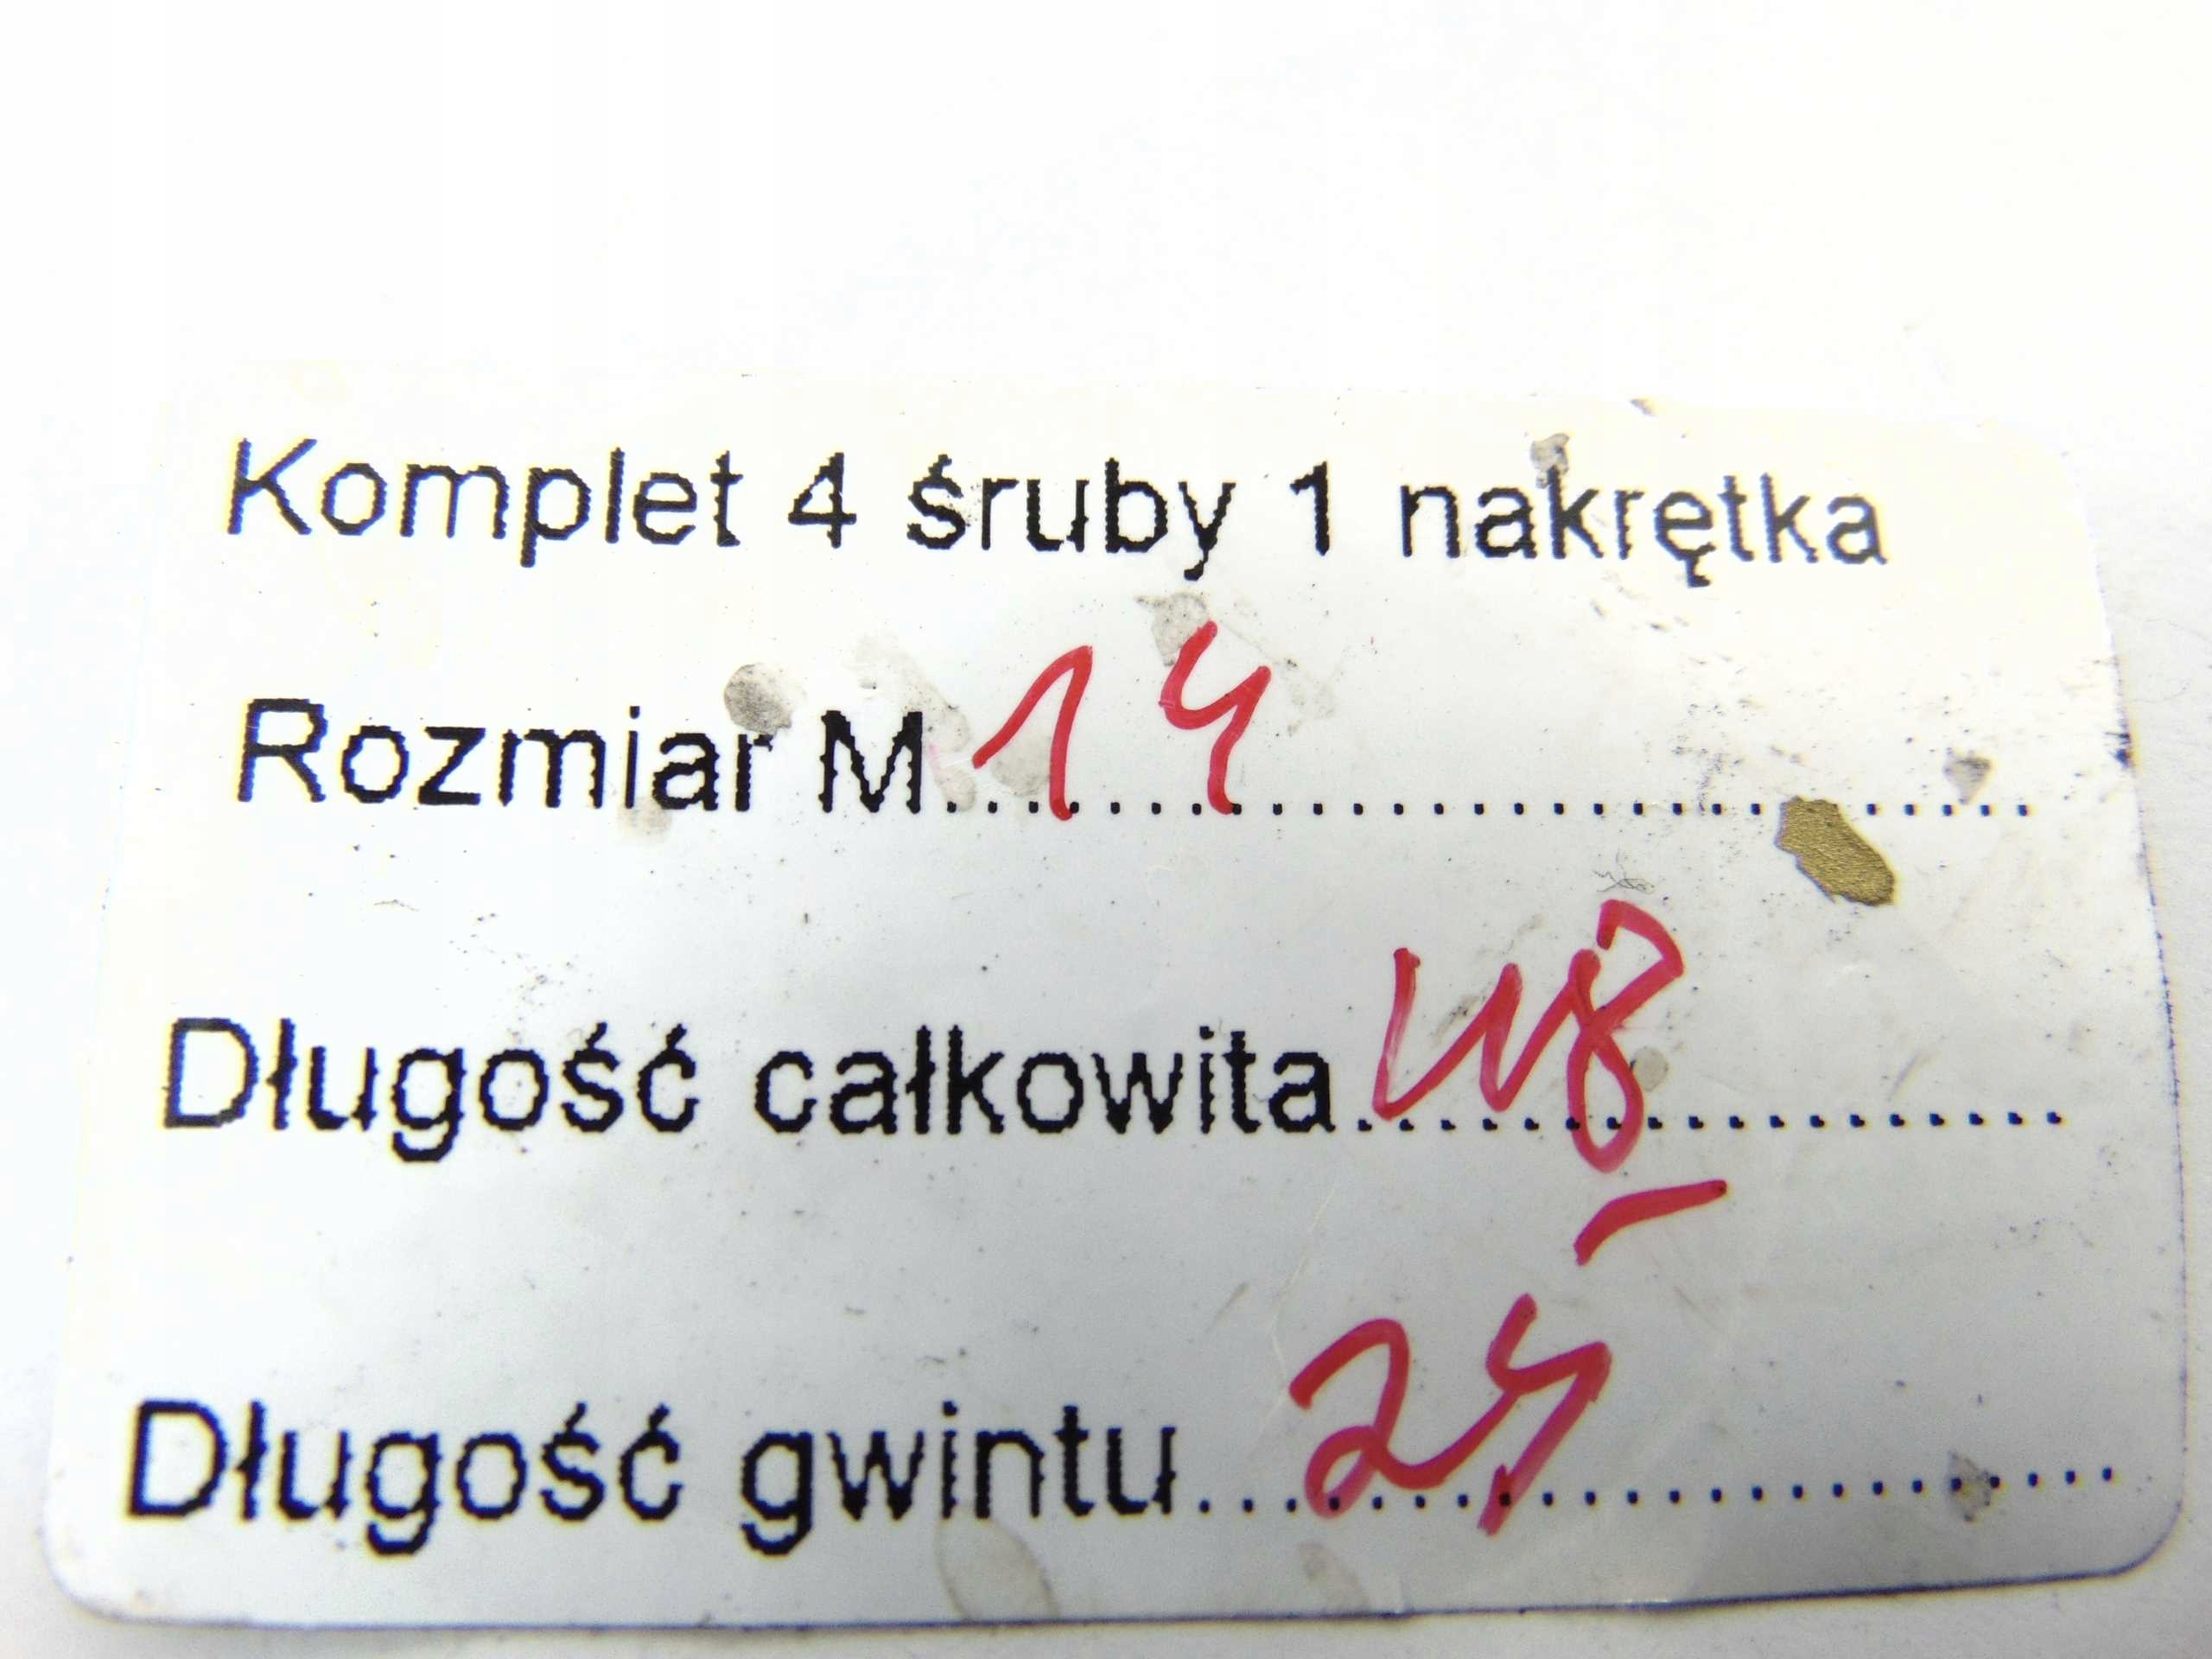 Komplet 4 śruby 1 nakrętka
Rozmiar M...14...
Długość całkowita...48...
Długość gwintu...25...